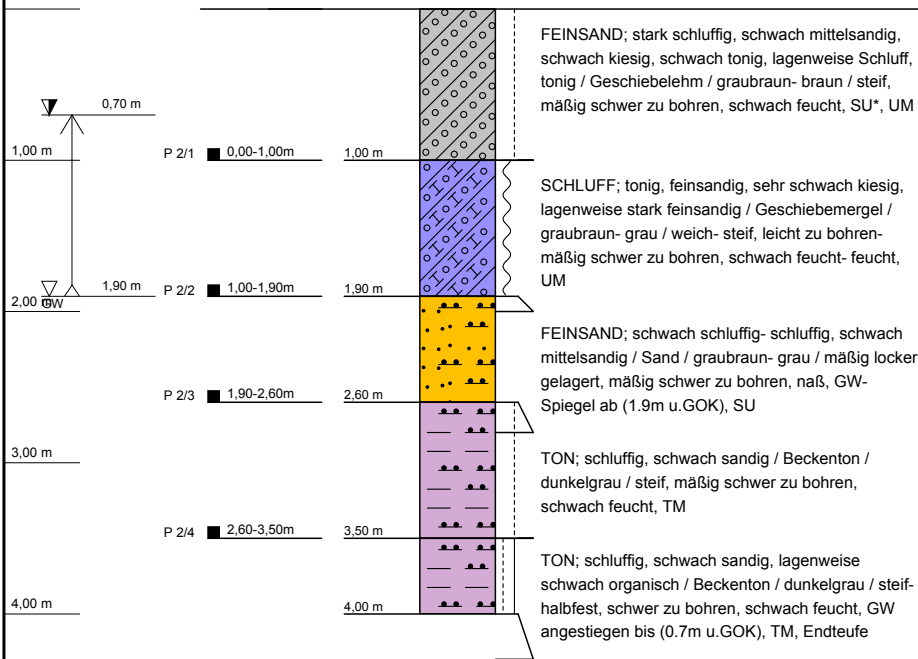 FEINSAND; stark schluffig, schwach mittelsandig,
schwach kiesig, schwach tonig, lagenweise Schluff,
tonig / Geschiebelehm / graubraun- braun / steif,
mäßig schwer zu bohren, schwach feucht, SU*, UM
0,70 m
1,00 m
P 2/1
0,00-1,00m
1,00 m
SCHLUFF; tonig, feinsandig, sehr schwach kiesig,
lagenweise stark feinsandig / Geschiebemergel /
graubraun- grau / weich- steif, leicht zu bohren-
mäßig schwer zu bohren, schwach feucht- feucht,
UM
1,90 m
P 2/2
1,00-1,90m
1,90 m
2,00 m
GW
FEINSAND; schwach schluffig- schluffig, schwach
mittelsandig / Sand / graubraun- grau / mäßig locker
gelagert, mäßig schwer zu bohren, naß, GW-
Spiegel ab (1.9m u.GOK), SU
P 2/3
1,90-2,60m
2,60 m
3,00 m
TON; schluffig, schwach sandig / Beckenton /
dunkelgrau / steif, mäßig schwer zu bohren,
schwach feucht, TM
P 2/4
2,60-3,50m
3,50 m
TON; schluffig, schwach sandig, lagenweise
schwach organisch / Beckenton / dunkelgrau / steif-
halbfest, schwer zu bohren, schwach feucht, GW
angestiegen bis (0.7m u.GOK), TM, Endteufe
4,00 m
4,00 m